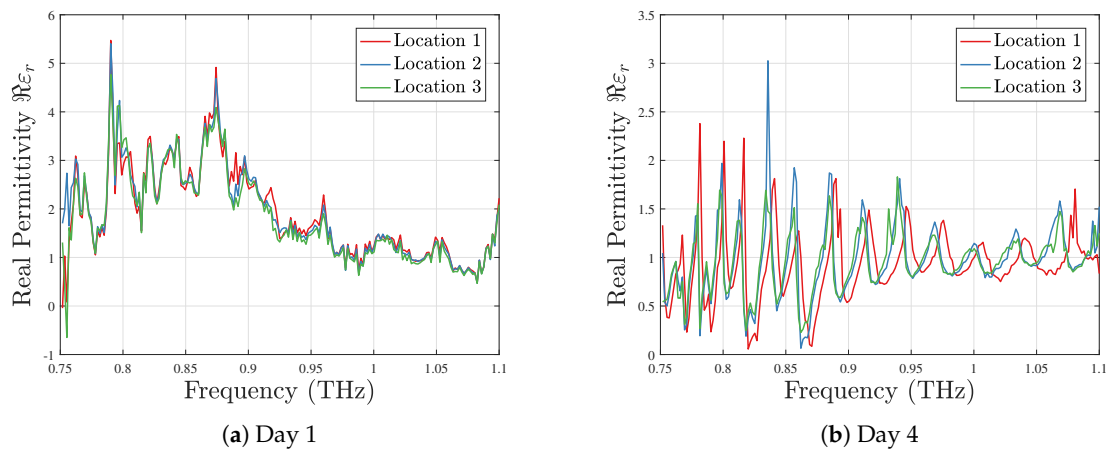 Real Permittivity ℜεr
6
5
4
3
2
1
0
-1
0.75
0.8
0.85
0.9
0.95
1
1.05
1.1
Frequency (THz)
Location 1
Location 2
Location 3
(a) Day 1
Real Permittivity ℜεr
3.5
3
2.5
2
1.5
1
0.5
0
0.75
0.8
0.85
0.9
0.95
1
1.05
1.1
Frequency (THz)
Location 1
Location 2
Location 3
(b) Day 4